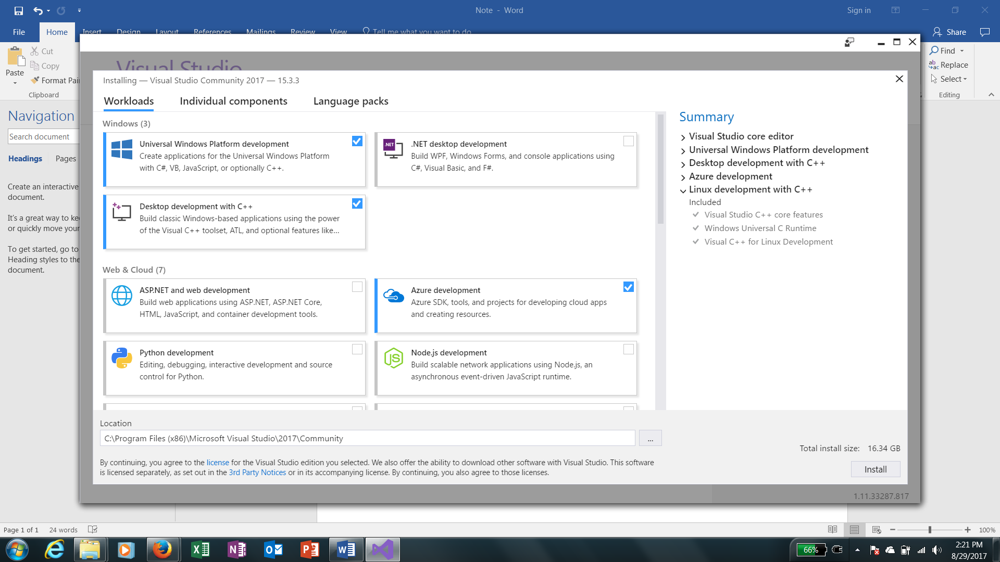 Note - Word
Sign in
File
Home
Insert
Design
Layout
References
Mailings
Review
View
Tell me what you want to do
Share
Paste
Cut
Copy
Format Pai
Clipboard
Find
Replace
Select
Editing
Navigation
Search document
Headings
Pages
Create an interactive
document.
It's a great way to kee
or quickly move your
To get started, go to
Heading styles to the
document.
Visual Studio
Installing — Visual Studio Community 2017 — 15.3.3
Workloads
Individual components
Language packs
Windows (3)
Universal Windows Platform development
Create applications for the Universal Windows Platform
with C#, VB, JavaScript, or optionally C++.
.NET
.NET desktop development
Build WPF, Windows Forms, and console applications using
C#, Visual Basic, and F#.
Desktop development with C++
Build classic Windows-based applications using the power
of the Visual C++ toolset, ATL, and optional features like...
Web & Cloud (7)
ASP.NET and web development
Build web applications using ASP.NET, ASP.NET Core,
HTML, JavaScript, and container development tools.
Azure development
Azure SDK, tools, and projects for developing cloud apps
and creating resources.
Python development
Editing, debugging, interactive development and source
control for Python.
Node.js development
Build scalable network applications using Node.js, an
asynchronous event-driven JavaScript runtime.
Summary
Visual Studio core editor
Universal Windows Platform development
Desktop development with C++
Azure development
Linux development with C++
Included
Visual Studio C++ core features
Windows Universal C Runtime
Visual C++ for Linux Development
Location
C:\Program Files (x86)\Microsoft Visual Studio\2017\Community
...
By continuing, you agree to the license for the Visual Studio edition you selected. We also offer the ability to download other software with Visual Studio. This software
is licensed separately, as set out in the 3rd Party Notices or in its accompanying license. By continuing, you also agree to those licenses.
Total install size: 16.34 GB
Install
1.11.33287.817
Page 1 of 1
24 words
100%
66%
2:21 PM
8/29/2017